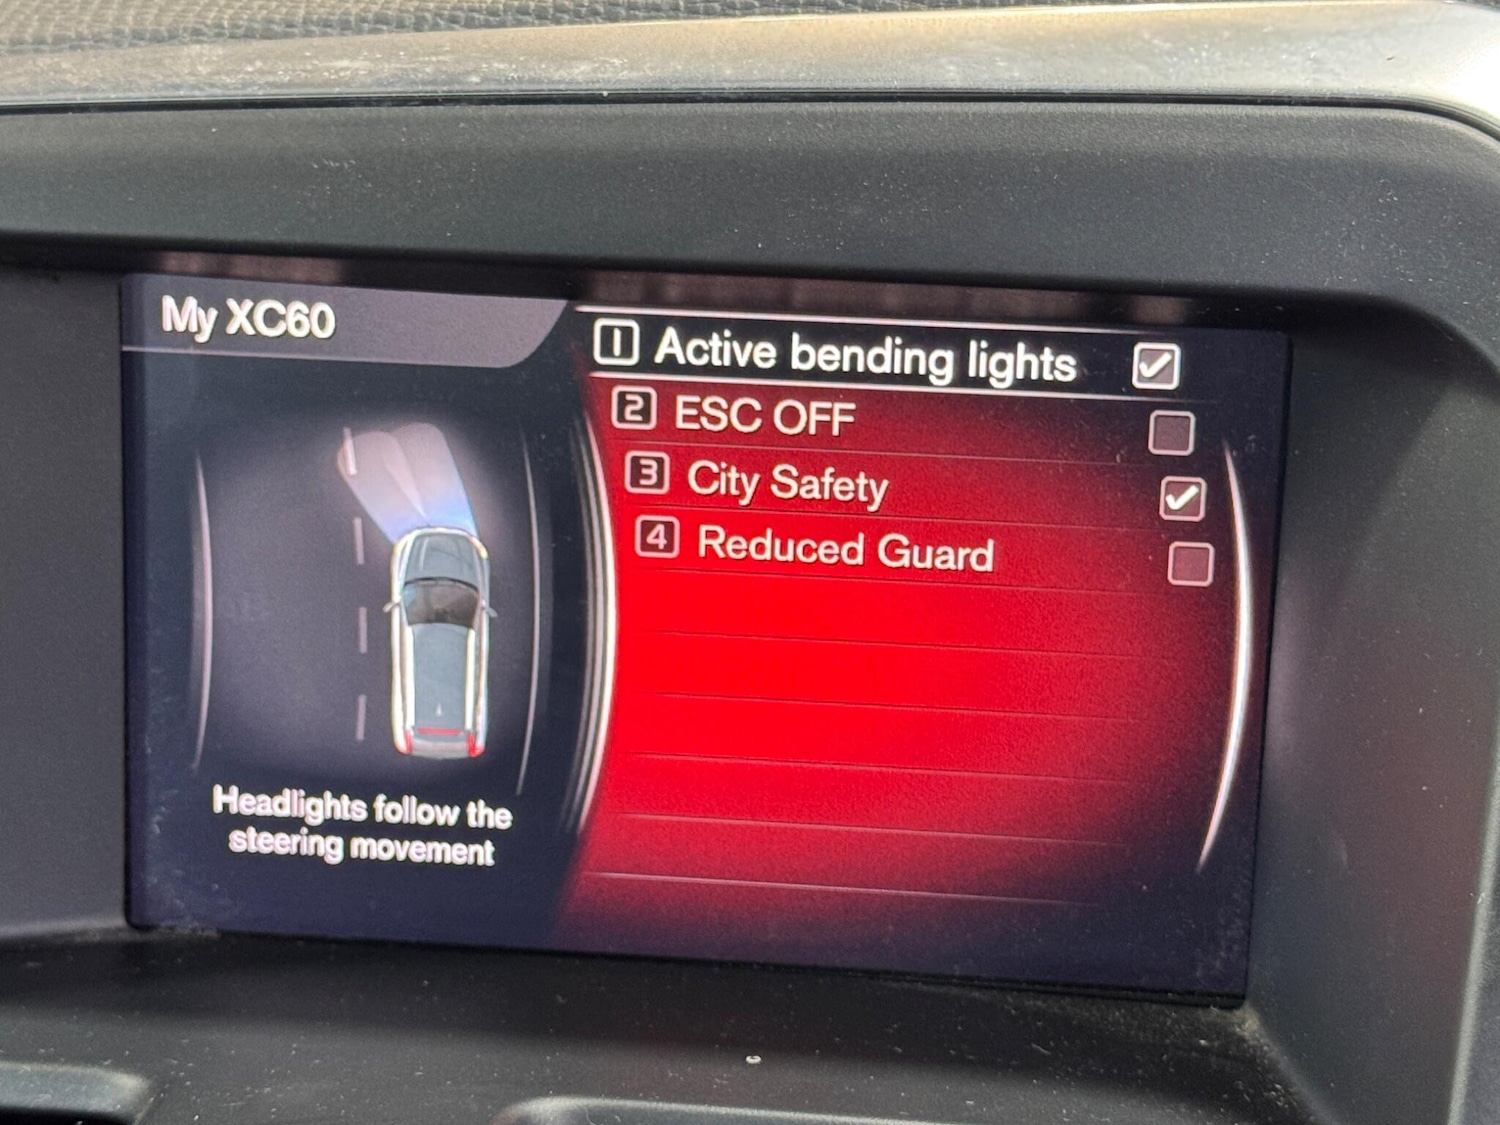 My XC60
1 Active bending lights
2 ESC OFF
3 City Safety
4 Reduced Guard
Headlights follow the
steering movement